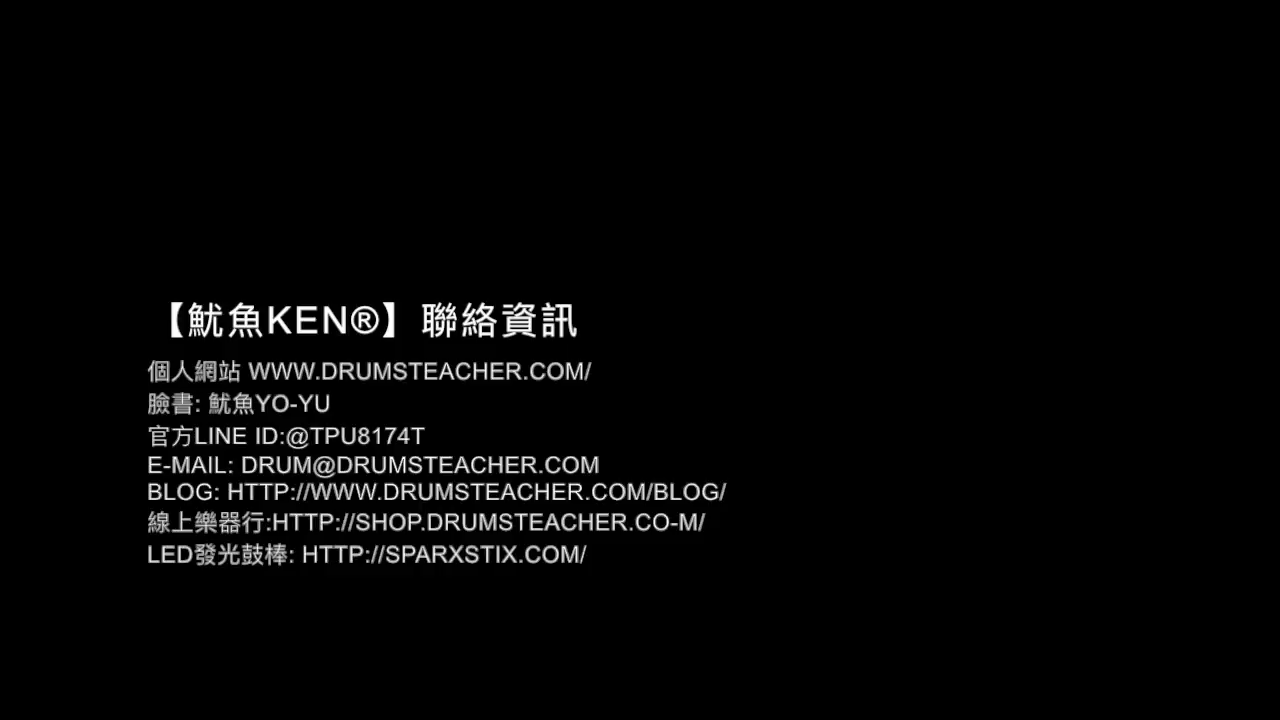 【魷魚KEN®】聯絡資訊
個人網站 WWW.DRUMSTEACHER.COM/
臉書: 魷魚YO-YU
官方LINE ID:@TPU8174T
E-MAIL: DRUM@DRUMSTEACHER.COM
BLOG: HTTP://WWW.DRUMSTEACHER.COM/BLOG/
線上樂器行:HTTP://SHOP.DRUMSTEACHER.CO-M/
LED發光鼓棒: HTTP://SPARXSTIX.COM/